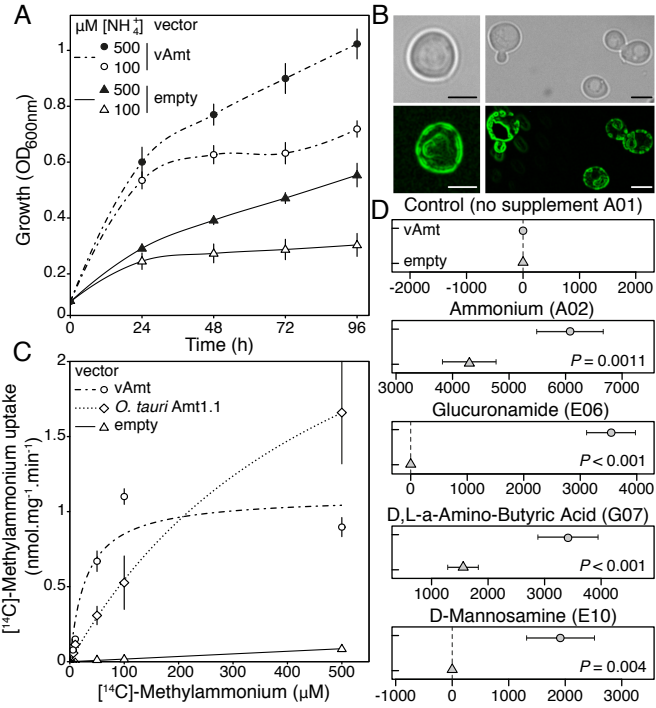 A
µM [NH₄⁺] vector
500
100
vAmt
500
100
empty
1
0.8
0.6
0.4
0.2
0
Growth (OD600nm)
0 24 48 72 96
Time (h)
B
C
vector
vAmt
O. tauri Amt1.1
empty
2
1.5
1
0.5
0
[¹⁴C]-Methylammonium uptake
(nmol.mg⁻¹.min⁻¹)
0 100 200 300 400 500
[¹⁴C]-Methylammonium (µM)
D
Control (no supplement A01)
vAmt
empty
-2000 -1000 0 1000 2000
Ammonium (A02)
P = 0.0011
3000 4000 5000 6000 7000
Glucuronamide (E06)
P < 0.001
0 1000 2000 3000 4000
D,L-a-Amino-Butyric Acid (G07)
P < 0.001
1000 2000 3000 4000
D-Mannosamine (E10)
P = 0.004
-1000 0 1000 2000 3000